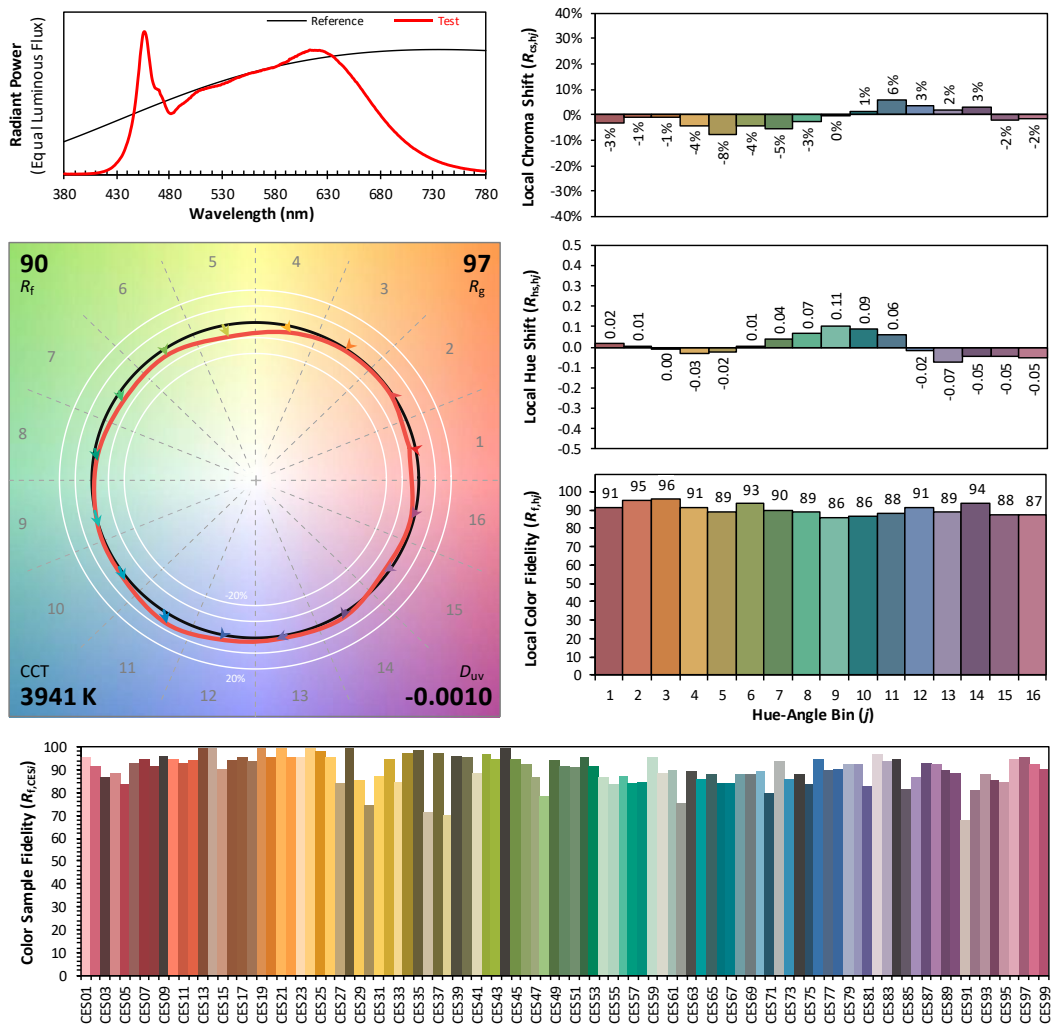 Radiant Power
(Equal Luminous Flux)
Reference
Test
380
430
480
530
580
630
680
730
780
Wavelength (nm)
Local Chroma Shift (Rcs,hj)
40%
30%
20%
10%
0%
-10%
-20%
-30%
-40%
-3%
-1%
-1%
-4%
-8%
-4%
-5%
-3%
0%
1%
6%
3%
2%
3%
-2%
-2%
90
Rf
97
Rg
1
2
3
4
5
6
7
8
9
10
11
12
13
14
15
16
-20%
20%
CCT
3941 K
Duv
-0.0010
Local Hue Shift (Rhs,hj)
0.5
0.4
0.3
0.2
0.1
0.0
-0.1
-0.2
-0.3
-0.4
-0.5
0.02
0.01
0.00
-0.03
-0.02
0.01
0.04
0.07
0.11
0.09
0.06
-0.02
-0.07
-0.05
-0.05
-0.05
Local Color Fidelity (Rf,hj)
100
90
80
70
60
50
40
30
20
10
0
91 95 96 91 89 93 90 89 86 86 88 91 89 94 88 87
1 2 3 4 5 6 7 8 9 10 11 12 13 14 15 16
Hue-Angle Bin (j)
Color Sample Fidelity (Rf,CESi)
100
90
80
70
60
50
40
30
20
10
0
CES01
CES03
CES05
CES07
CES09
CES11
CES13
CES15
CES17
CES19
CES21
CES23
CES25
CES27
CES29
CES31
CES33
CES35
CES37
CES39
CES41
CES43
CES45
CES47
CES49
CES51
CES53
CES55
CES57
CES59
CES61
CES63
CES65
CES67
CES69
CES71
CES73
CES75
CES77
CES79
CES81
CES83
CES85
CES87
CES89
CES91
CES93
CES95
CES97
CES99